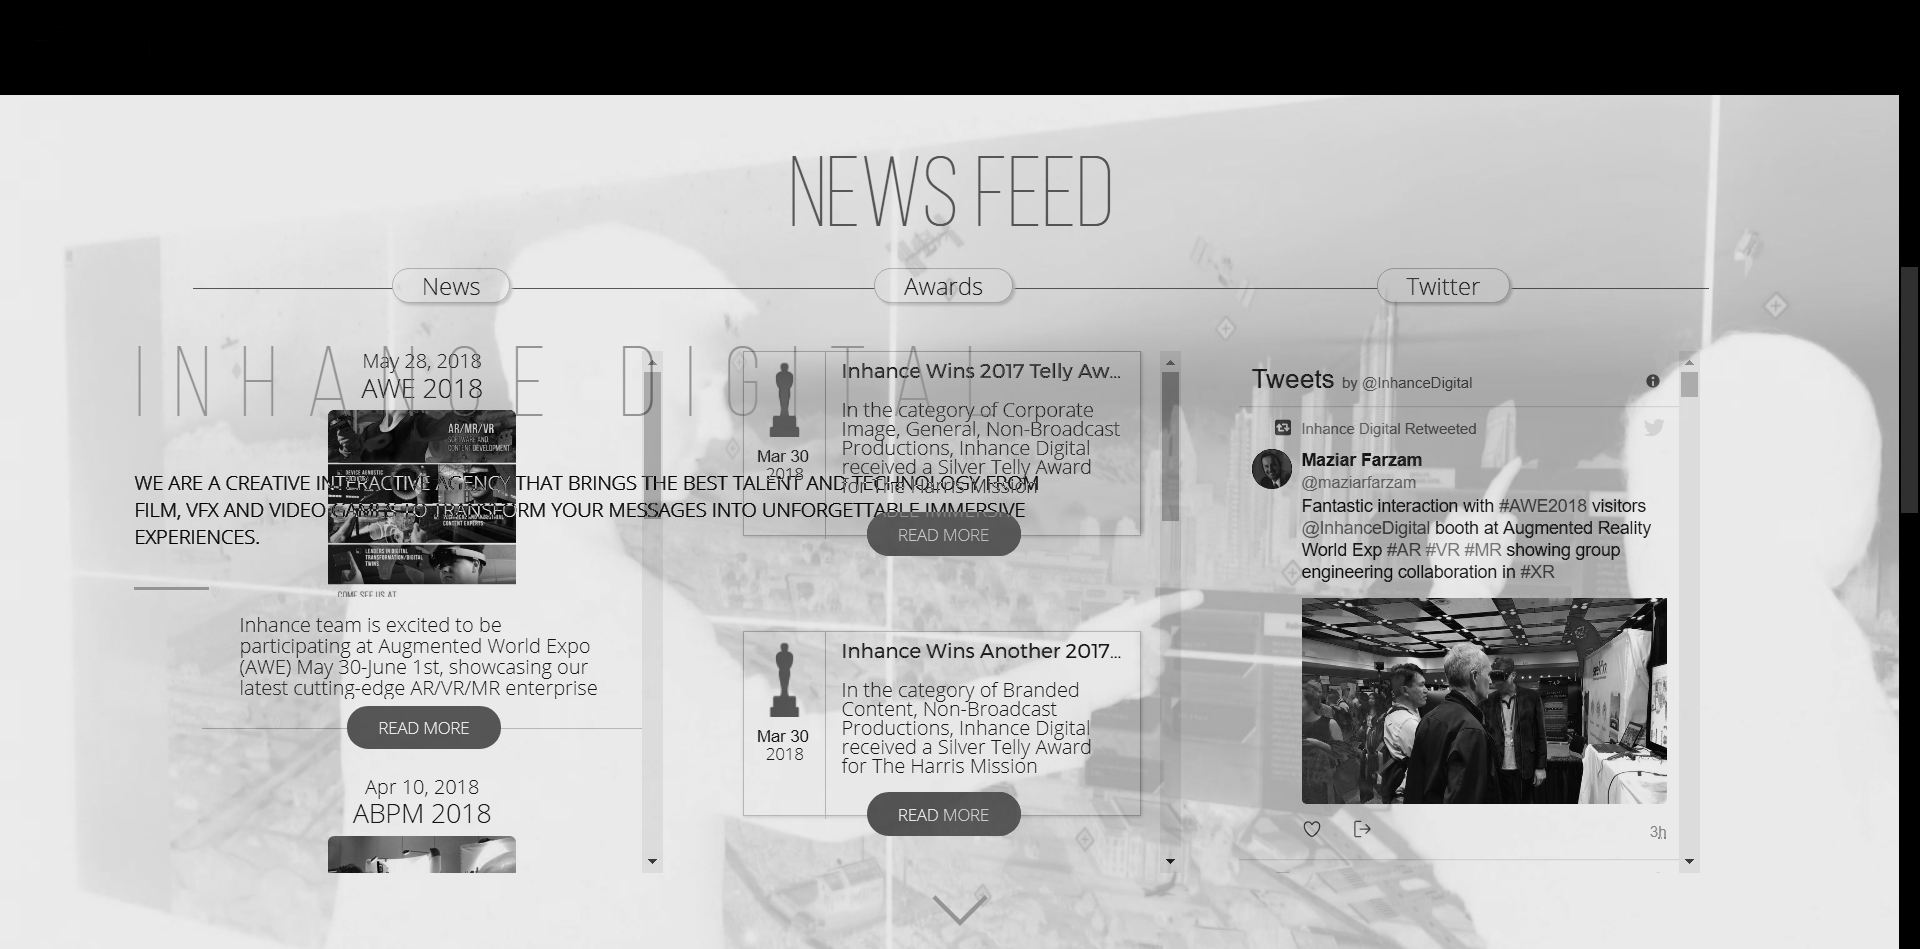 NEWS FEED
News
Awards
Twitter
INHANCE DIGITAL
WE ARE A CREATIVE INTERACTIVE AGENCY THAT BRINGS THE BEST TALENT AND TECHNOLOGY FROM
FILM, VFX AND VIDEO GAMES TO TRANSFORM YOUR MESSAGES INTO UNFORGETTABLE IMMERSIVE
EXPERIENCES.
May 28, 2018
AWE 2018
AR/MR/VR
SOFTWARE AND
CONTENT DEVELOPMENT
DEVICE AGNOSTIC
CONTENT EXPERTS
LEADERS IN DIGITAL
TRANSFORMATION/DIGITAL
TWINS
COME SEE US AT
Inhance team is excited to be
participating at Augmented World Expo
(AWE) May 30-June 1st, showcasing our
latest cutting-edge AR/VR/MR enterprise
READ MORE
Apr 10, 2018
ABPM 2018
Inhance Wins 2017 Telly Aw...
In the category of Corporate
Image, General, Non-Broadcast
Productions, Inhance Digital
received a Silver Telly Award
for The Harris Mission
Mar 30
2018
READ MORE
Inhance Wins Another 2017...
In the category of Branded
Content, Non-Broadcast
Productions, Inhance Digital
received a Silver Telly Award
for The Harris Mission
Mar 30
2018
READ MORE
Tweets by @InhanceDigital
Inhance Digital Retweeted
Maziar Farzam
@maziarfarzam
Fantastic interaction with #AWE2018 visitors
@InhanceDigital booth at Augmented Reality
World Exp #AR #VR #MR showing group
engineering collaboration in #XR
3h